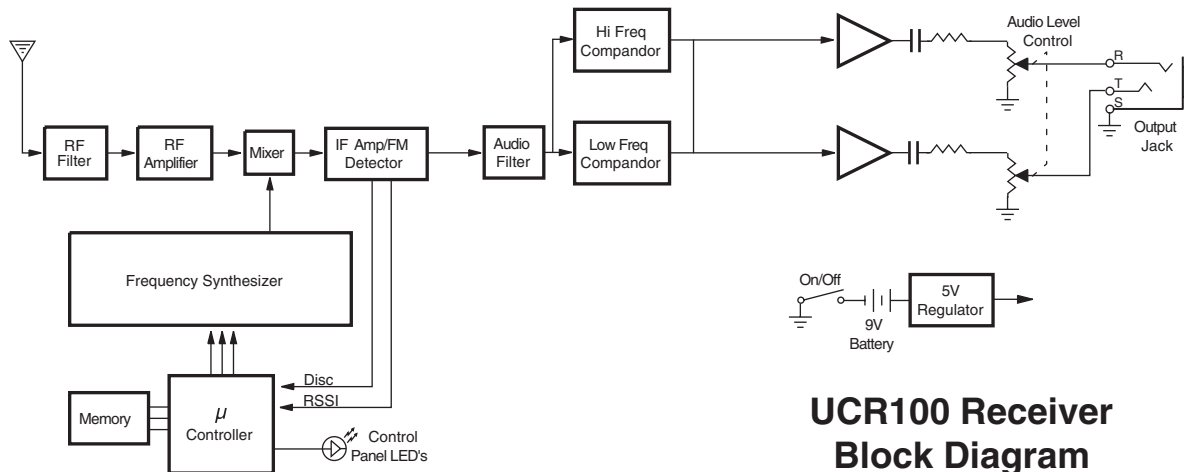 Hi Freq
Compandor
Audio Level
Control
R
T
S
Output
Jack
RF
Filter
RF
Amplifier
Mixer
IF Amp/FM
Detector
Audio
Filter
Low Freq
Compandor
Frequency Synthesizer
On/Off
9V
Battery
5V
Regulator
Disc
RSSI
Memory
μ
Controller
Control
Panel LED's
UCR100 Receiver
Block Diagram